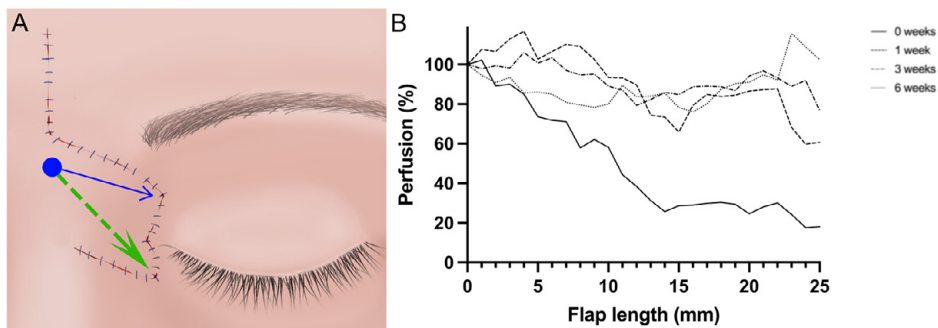 A
B
0 weeks
1 week
3 weeks
6 weeks
100
80
60
40
20
0
Perfusion (%)
0 5 10 15 20 25
Flap length (mm)